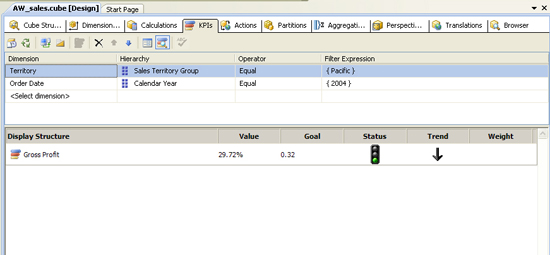 AW_sales.cube [Design] Start Page
Cube Stru... Dimension... Calculations KPIs Actions Partitions Aggregati... Perspecti... Translations Browser
Dimension Hierarchy Operator Filter Expression
Territory Sales Territory Group Equal { Pacific }
Order Date Calendar Year Equal { 2004 }
<Select dimension>
Display Structure Value Goal Status Trend Weight
Gross Profit 29.72% 0.32